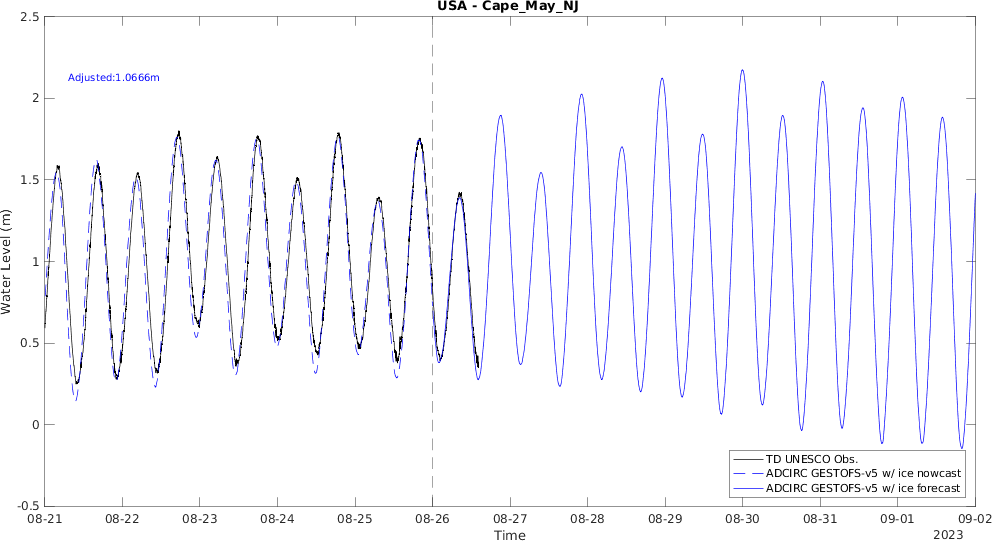 USA - Cape_May_NJ
Adjusted:1.0666m
2.5
2
1.5
1
0.5
0
-0.5
Water Level (m)
TD UNESCO Obs.
ADCIRC GESTOFS-v5 w/ ice nowcast
ADCIRC GESTOFS-v5 w/ ice forecast
08-21 08-22 08-23 08-24 08-25 08-26 08-27 08-28 08-29 08-30 08-31 09-01 09-02
Time
2023